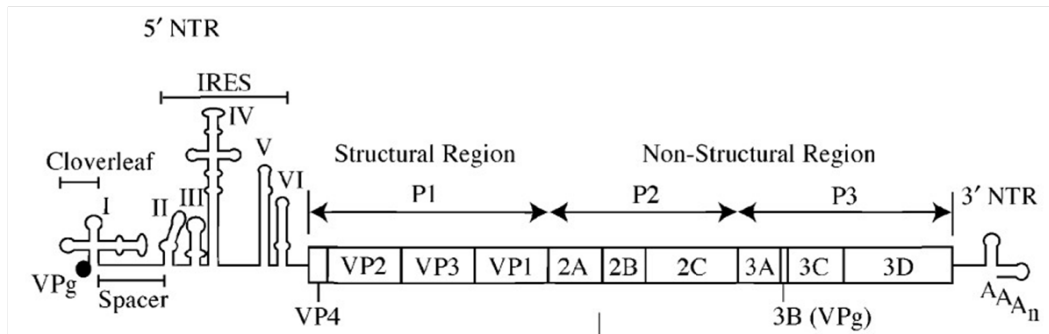 5′ NTR
IRES
IV
Cloverleaf
V
Structural Region
Non-Structural Region
I
II
III
VI
P1
P2
P3
3′ NTR
VP2
VP3
VP1
2A
2B
2C
3A
3C
3D
VPg
Spacer
VP4
3B (VPg)
AAAn